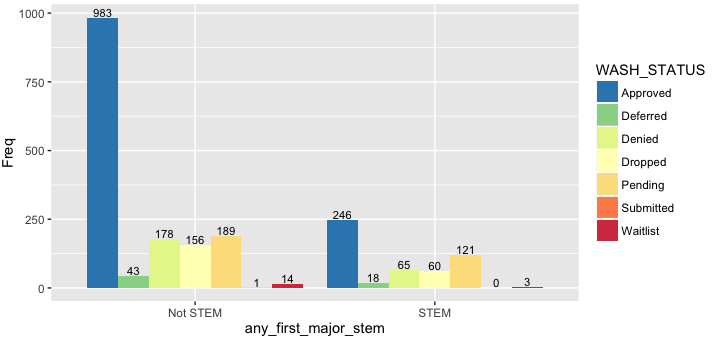 1000
750
500
250
0
Freq
983
43
178
156
189
1
14
246
18
65
60
121
0
3
Not STEM
STEM
any_first_major_stem
WASH_STATUS
Approved
Deferred
Denied
Dropped
Pending
Submitted
Waitlist